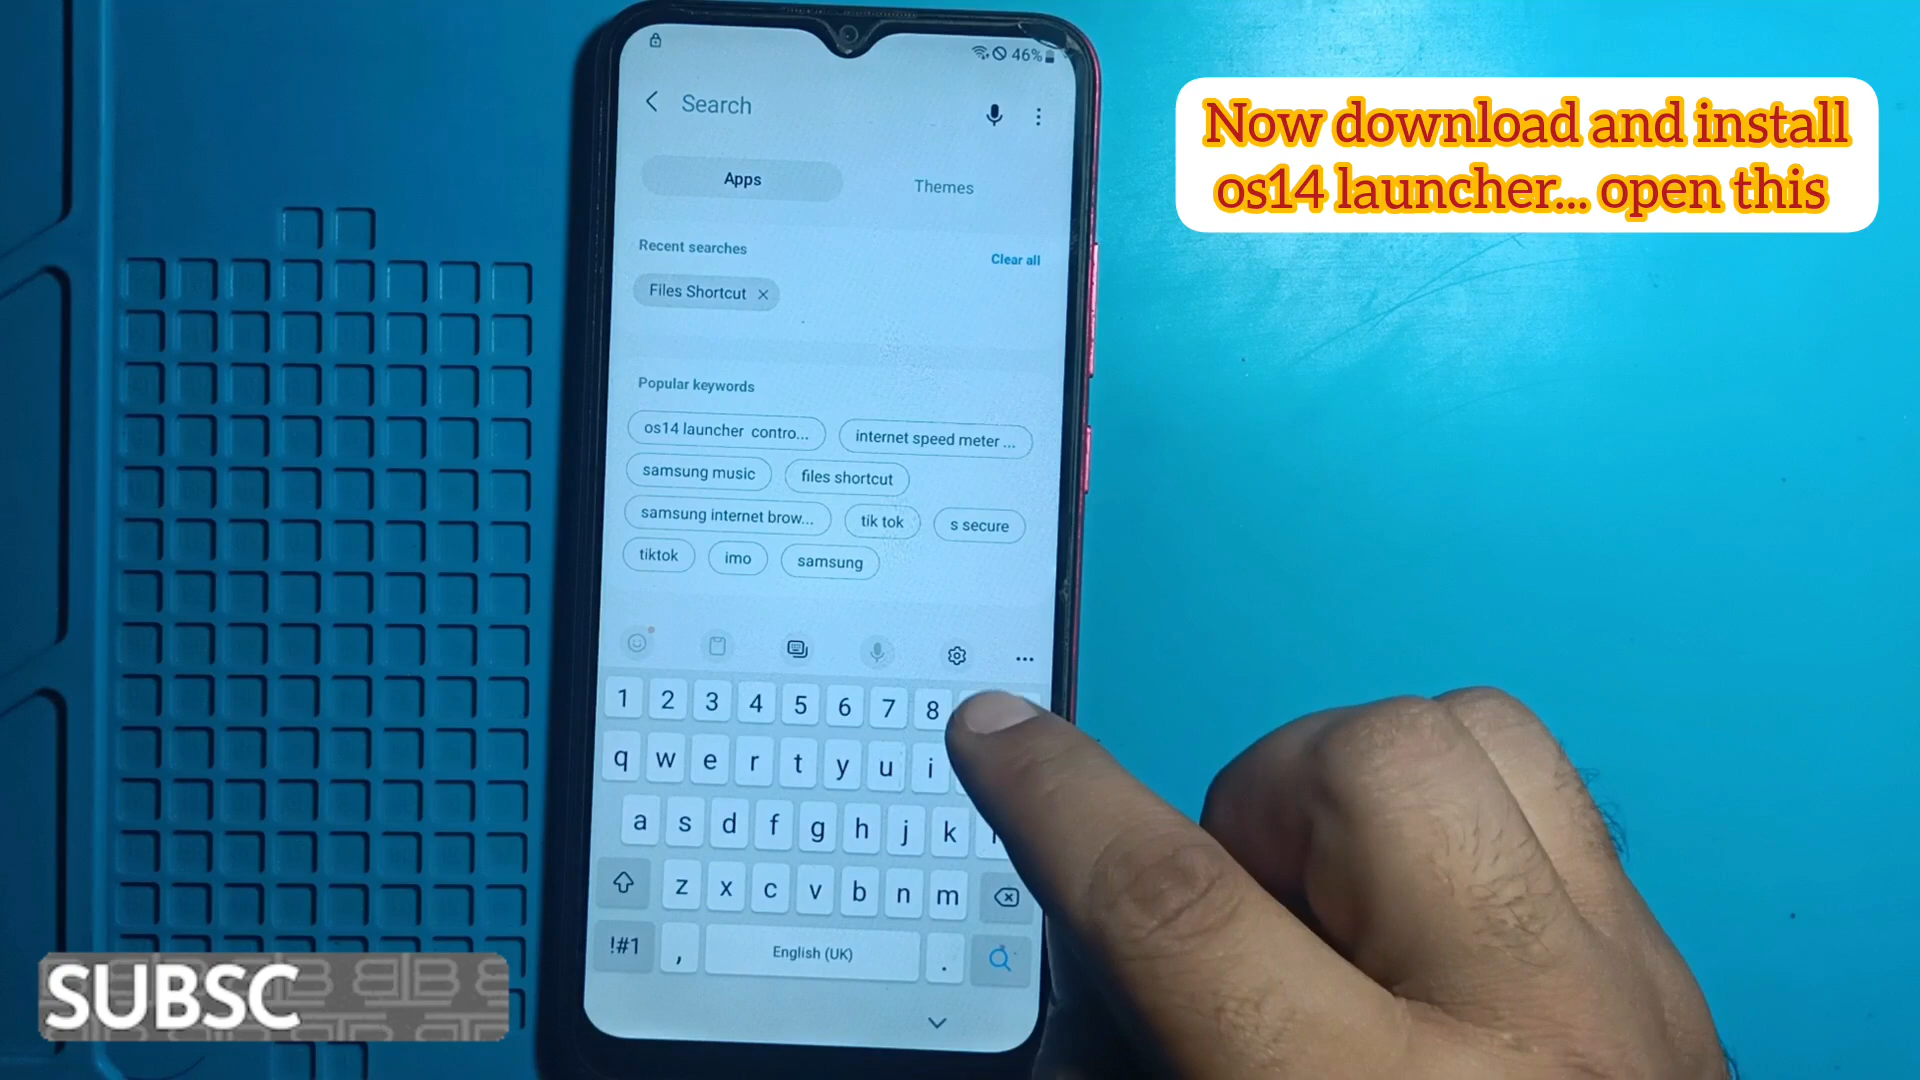 46%
Search
Now download and install
os14 launcher... open this
Apps
Themes
Recent searches
Clear all
Files Shortcut
Popular keywords
os14 launcher contro...
internet speed meter ...
samsung music
files shortcut
samsung internet brow...
tik tok
s secure
tiktok
imo
samsung
1 2 3 4 5 6 7 8
q w e r t y u i
a s d f g h j k
z x c v b n m
!#1 , English (UK) .
SUBSC